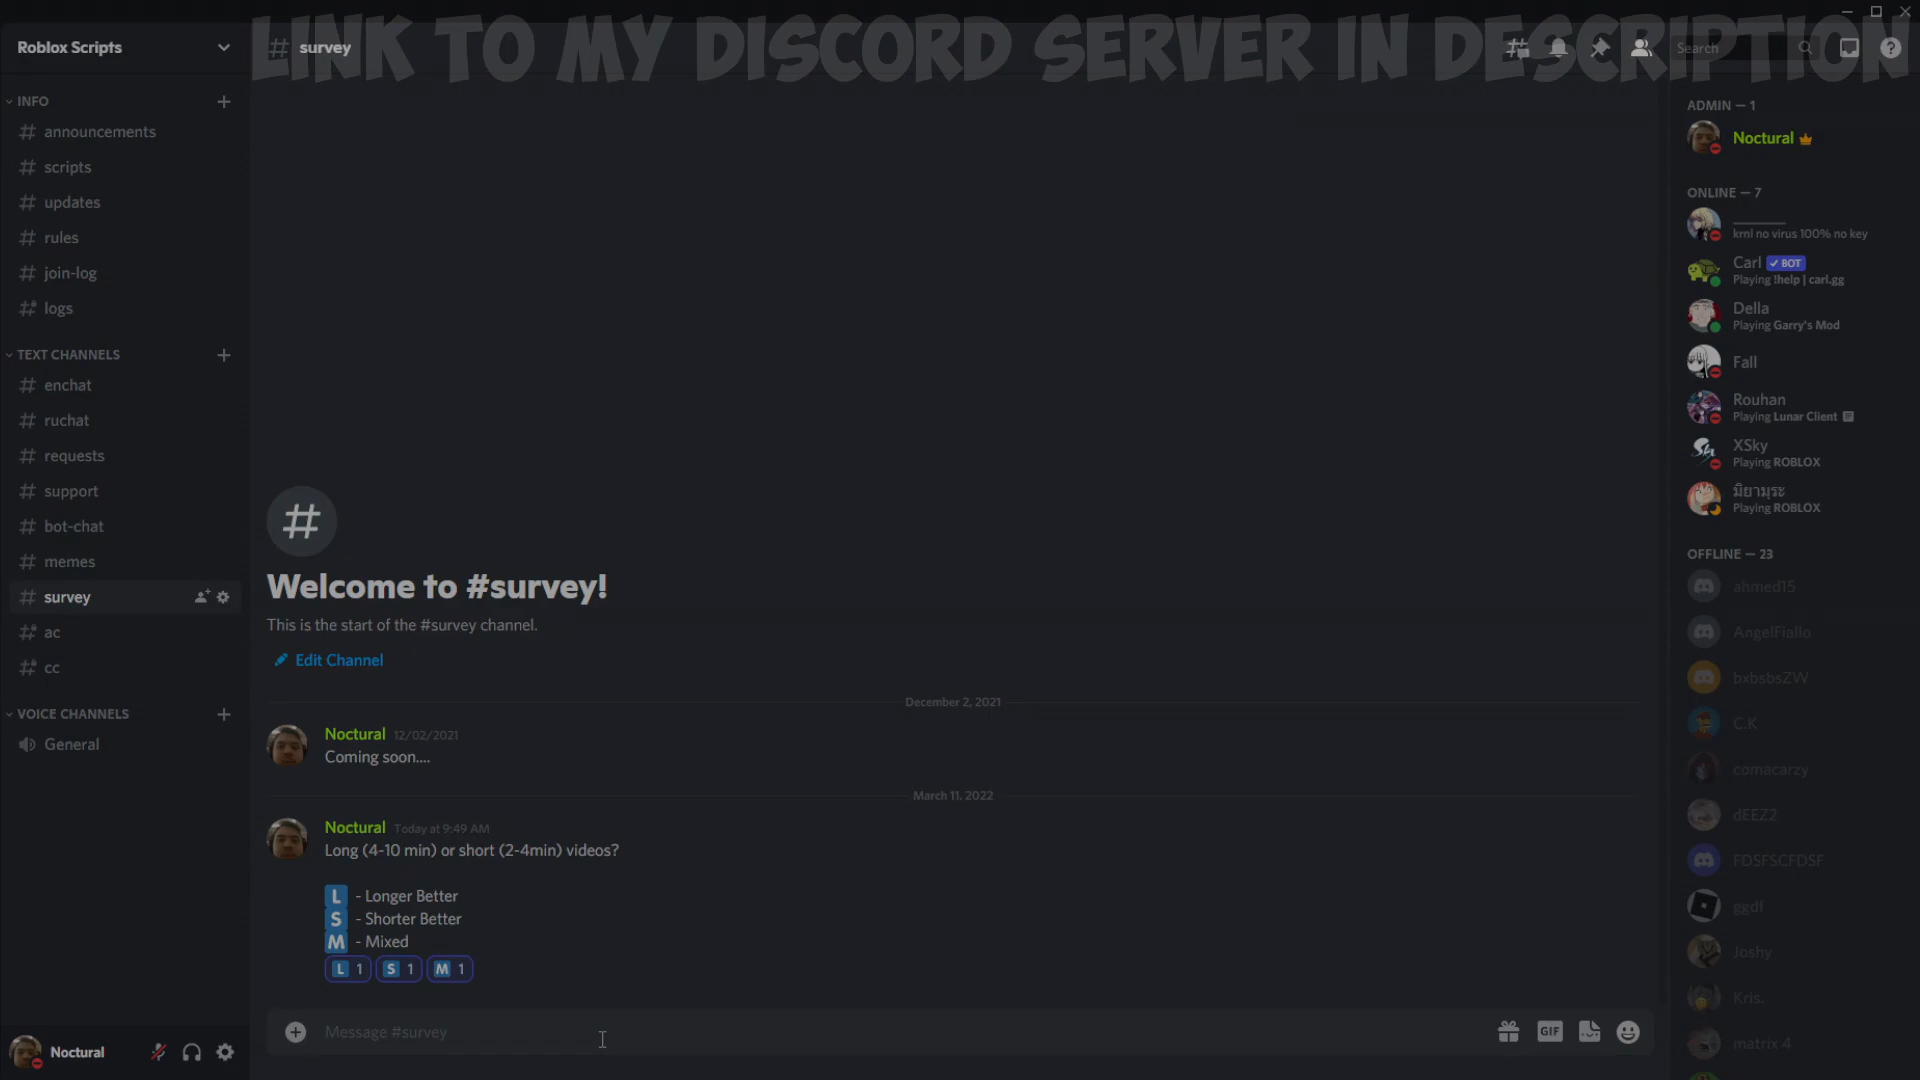 LINK TO MY DISCORD SERVER IN DESCRIPTION
Roblox Scripts
survey
Search
INFO
announcements
scripts
updates
rules
join-log
logs
TEXT CHANNELS
enchat
ruchat
requests
support
bot-chat
memes
survey
ac
cc
VOICE CHANNELS
General
Noctural
#
Welcome to #survey!
This is the start of the #survey channel.
Edit Channel
December 2, 2021
Noctural 12/02/2021
Coming soon....
March 11, 2022
Noctural Today at 9:49 AM
Long (4-10 min) or short (2-4min) videos?
L - Longer Better
S - Shorter Better
M - Mixed
L 1 S 1 M 1
Message #survey
GIF
ADMIN — 1
Noctural
ONLINE — 7
krnl no virus 100% no key
Carl BOT
Playing !help | carl.gg
Della
Playing Garry's Mod
Fall
Rouhan
Playing Lunar Client
XSky
Playing ROBLOX
มิยามุระ
Playing ROBLOX
OFFLINE — 23
ahmed15
AngelFiallo
bxbsbsZW
C.K
comacarzy
dEEZ2
FDSFSCFDSF
ggdf
Joshy
Kris.
matrix 4